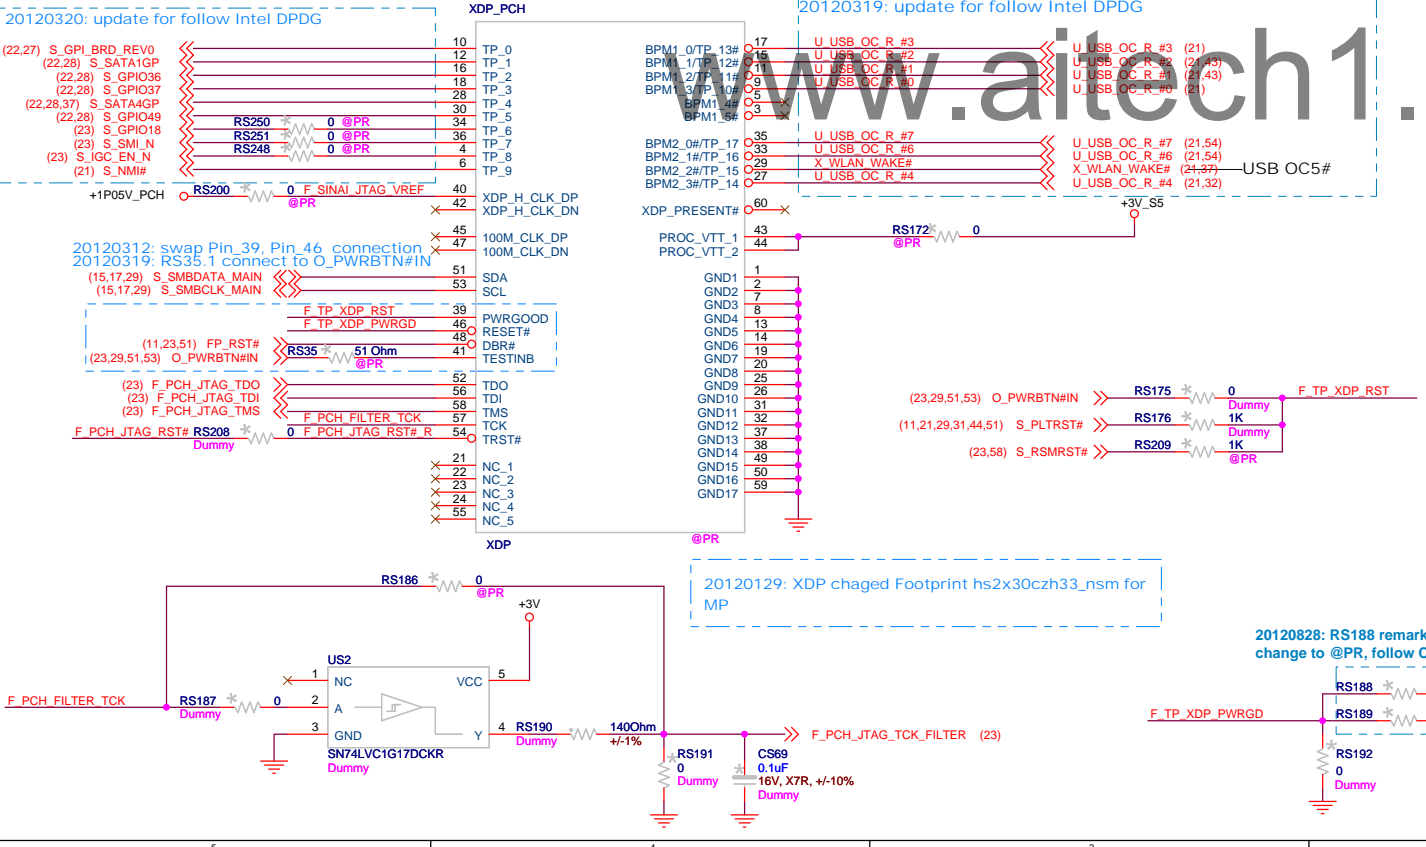 20120320: update for follow Intel DPDG
XDP_PCH
20120319: update for follow Intel DPDG
www.aitech1.
(22,27) S_GPI_BRD_REV0 10 TP_0
(22,28) S_SATA1GP 12 TP_1
(22,28) S_GPIO36 16 TP_2
(22,28) S_GPIO37 18 TP_3
(22,28,37) S_SATA4GP 28 TP_4
(22,28) S_GPIO49 30 TP_5
(23) S_GPIO18 RS250 0 @PR 34 TP_6
(23) S_SMI_N RS251 0 @PR 36 TP_7
(23) S_IGC_EN_N RS248 0 @PR 4 TP_8
(21) S_NMI# 6 TP_9
+1P05V_PCH RS200 0 F_SINAI_JTAG_VREF 40 XDP_H_CLK_DP
@PR
42 XDP_H_CLK_DN
45 100M_CLK_DP
47 100M_CLK_DN
20120312: swap Pin_39, Pin_46 connection
20120319: RS35.1 connect to O_PWRBTN#IN
(15,17,29) S_SMBDATA_MAIN 51 SDA
(15,17,29) S_SMBCLK_MAIN 53 SCL
F_TP_XDP_RST 39 PWRGOOD
F_TP_XDP_PWRGD 46 RESET#
(11,23,51) FP_RST# 48 DBR#
(23,29,51,53) O_PWRBTN#IN RS35 51 Ohm 41 TESTINB
@PR
(23) F_PCH_JTAG_TDO 52 TDO
(23) F_PCH_JTAG_TDI 56 TDI
(23) F_PCH_JTAG_TMS 58 TMS
F_PCH_FILTER_TCK 57 TCK
F_PCH_JTAG_RST# RS208 0 F_PCH_JTAG_RST#_R 54 TRST#
Dummy
21 NC_1
22 NC_2
23 NC_3
24 NC_4
55 NC_5
XDP
@PR
BPM1_0/TP_13# 17 U_USB_OC_R_#3 U_USB_OC_R_#3 (21)
BPM1_1/TP_12# 15 U_USB_OC_R_#2 U_USB_OC_R_#2 (21,43)
BPM1_2/TP_11# 11 U_USB_OC_R_#1 U_USB_OC_R_#1 (21,43)
BPM1_3/TP_10# 9 U_USB_OC_R_#0 U_USB_OC_R_#0 (21)
BPM1_4# 5
BPM1_5# 3
BPM2_0#/TP_17 35 U_USB_OC_R_#7 U_USB_OC_R_#7 (21,54)
BPM2_1#/TP_16 33 U_USB_OC_R_#6 U_USB_OC_R_#6 (21,54)
BPM2_2#/TP_15 29 X_WLAN_WAKE# X_WLAN_WAKE# (21,37) USB OC5#
BPM2_3#/TP_14 27 U_USB_OC_R_#4 U_USB_OC_R_#4 (21,32)
XDP_PRESENT# 60
+3V_S5
PROC_VTT_1 43 RS172 0
@PR
PROC_VTT_2 44
GND1 1
GND2 2
GND3 7
GND4 8
GND5 13
GND6 14
GND7 19
GND8 20
GND9 25
GND10 26
GND11 31
GND12 32
GND13 37
GND14 38
GND15 49
GND16 50
GND17 59
(23,29,51,53) O_PWRBTN#IN RS175 0 F_TP_XDP_RST
Dummy
(11,21,29,31,44,51) S_PLTRST# RS176 1K
Dummy
(23,58) S_RSMRST# RS209 1K
@PR
20120129: XDP chaged Footprint hs2x30czh33_nsm for
MP
RS186 0
@PR
+3V
US2
1 NC VCC 5
F_PCH_FILTER_TCK RS187 0 2 A
Dummy
3 GND Y 4 RS190 140Ohm
Dummy +/-1%
SN74LVC1G17DCKR
Dummy
F_PCH_JTAG_TCK_FILTER (23)
RS191
0
Dummy
CS69
0.1uF
16V, X7R, +/-10%
Dummy
20120828: RS188 remark
change to @PR, follow
RS188
F_TP_XDP_PWRGD RS189
RS192
0
Dummy